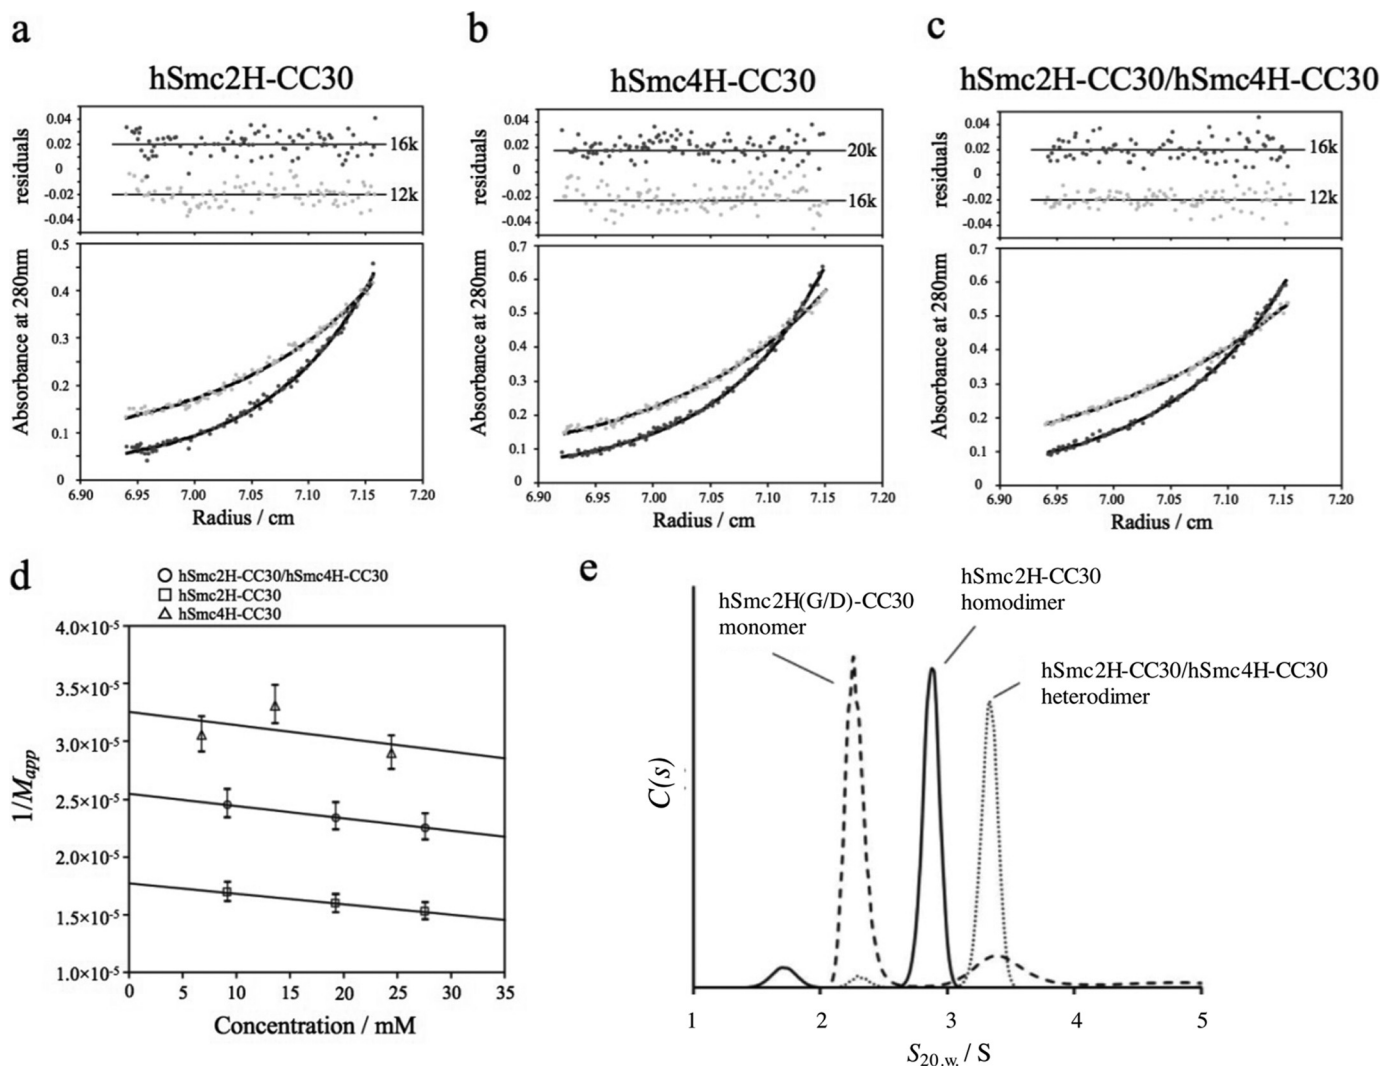 a
hSmc2H-CC30
residuals
0.04
0.02
0
-0.02
-0.04
16k
12k
Absorbance at 280nm
0.5
0.4
0.3
0.2
0.1
0
6.90 6.95 7.00 7.05 7.10 7.15 7.20
Radius / cm
b
hSmc4H-CC30
residuals
0.04
0.02
0
-0.02
-0.04
20k
16k
Absorbance at 280nm
0.7
0.6
0.5
0.4
0.3
0.2
0.1
0
6.90 6.95 7.00 7.05 7.10 7.15 7.20
Radius / cm
c
hSmc2H-CC30/hSmc4H-CC30
residuals
0.04
0.02
0
-0.02
-0.04
16k
12k
Absorbance at 280nm
0.7
0.6
0.5
0.4
0.3
0.2
0.1
0
6.90 6.95 7.00 7.05 7.10 7.15 7.20
Radius / cm
d
hSmc2H-CC30/hSmc4H-CC30
hSmc2H-CC30
hSmc4H-CC30
1/Mapp
4.0×10-5
3.5×10-5
3.0×10-5
2.5×10-5
2.0×10-5
1.5×10-5
1.0×10-5
0 5 10 15 20 25 30 35
Concentration / mM
e
hSmc2H(G/D)-CC30
monomer
hSmc2H-CC30
homodimer
hSmc2H-CC30/hSmc4H-CC30
heterodimer
C(s)
1 2 3 4 5
S20,w. / S